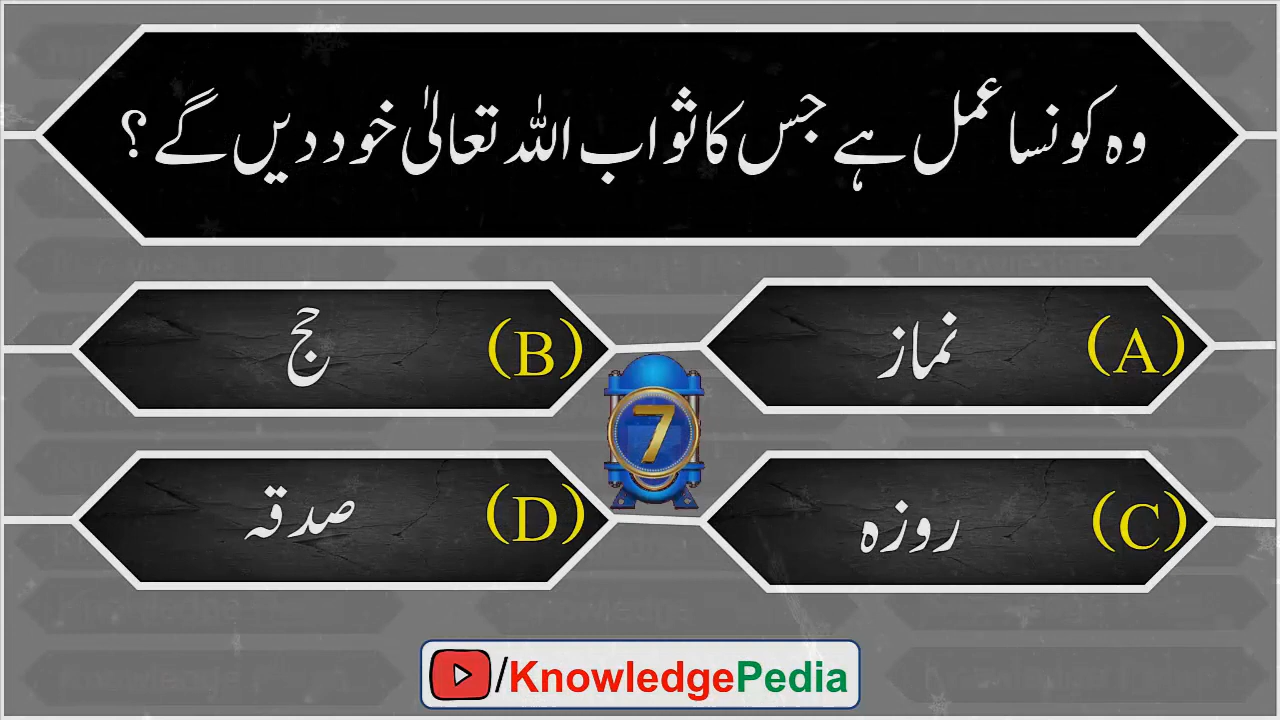 وہ کونسا عمل ہے جس کا ثواب اللہ تعالیٰ خود دیں گے ؟
(A) نماز
(B) حج
7
(C) روزہ
(D) صدقہ
/KnowledgePedia